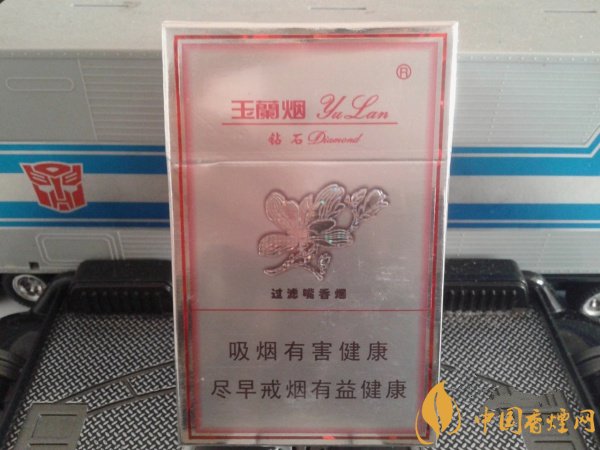 ®
玉蘭烟 Yu Lan
钻石 Diamond
过滤嘴香烟
吸烟有害健康
尽早戒烟有益健康
中国香煙网